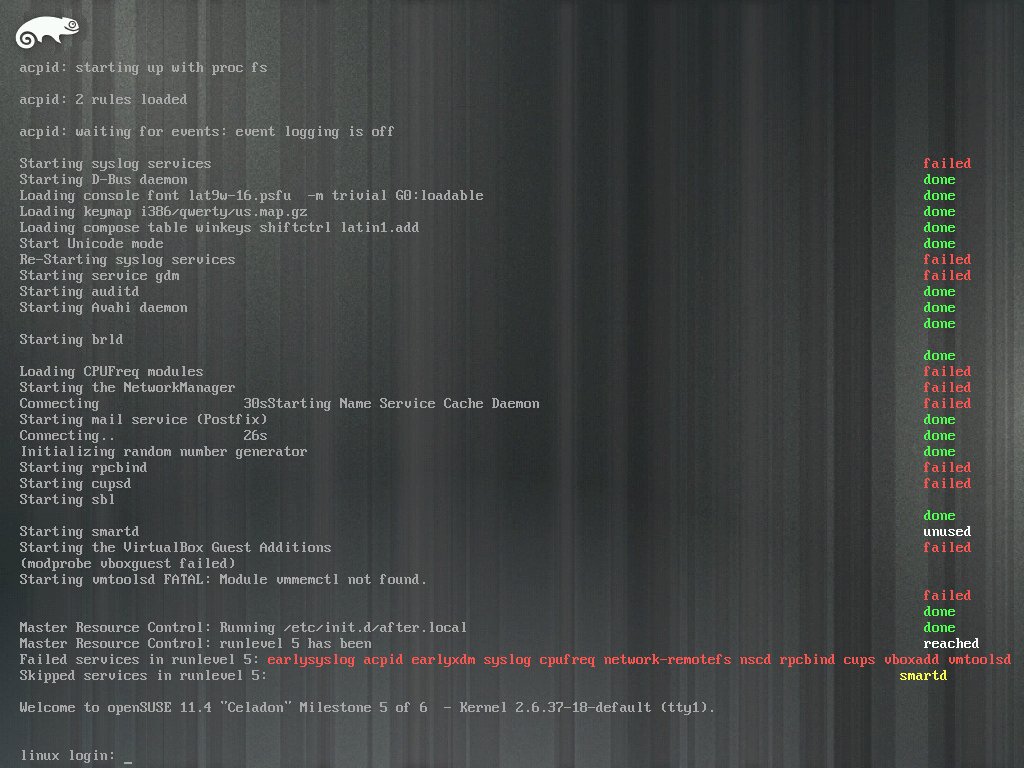 acpid: starting up with proc fs
acpid: 2 rules loaded
acpid: waiting for events: event logging is off
Starting syslog services failed
Starting D-Bus daemon done
Loading console font lat9w-16.psfu -m trivial G0:loadable done
Loading keymap i386/qwerty/us.map.gz done
Loading compose table winkeys shiftctrl latin1.add done
Start Unicode mode done
Re-Starting syslog services failed
Starting service gdm failed
Starting auditd done
Starting Avahi daemon done
done
Starting brld
done
Loading CPUFreq modules failed
Starting the NetworkManager failed
Connecting 30sStarting Name Service Cache Daemon failed
Starting mail service (Postfix) done
Connecting.. 26s done
Initializing random number generator done
Starting rpcbind failed
Starting cupsd failed
Starting sbl
done
Starting smartd unused
Starting the VirtualBox Guest Additions failed
(modprobe vboxguest failed)
Starting vmtoolsd FATAL: Module vmmemctl not found.
failed
done
Master Resource Control: Running /etc/init.d/after.local done
Master Resource Control: runlevel 5 has been reached
Failed services in runlevel 5: earlysyslog acpid earlyxdm syslog cpufreq network-remotefs nscd rpcbind cups vboxadd vmtoolsd
Skipped services in runlevel 5: smartd
Welcome to openSUSE 11.4 "Celadon" Milestone 5 of 6 - Kernel 2.6.37-18-default (tty1).
linux login: _